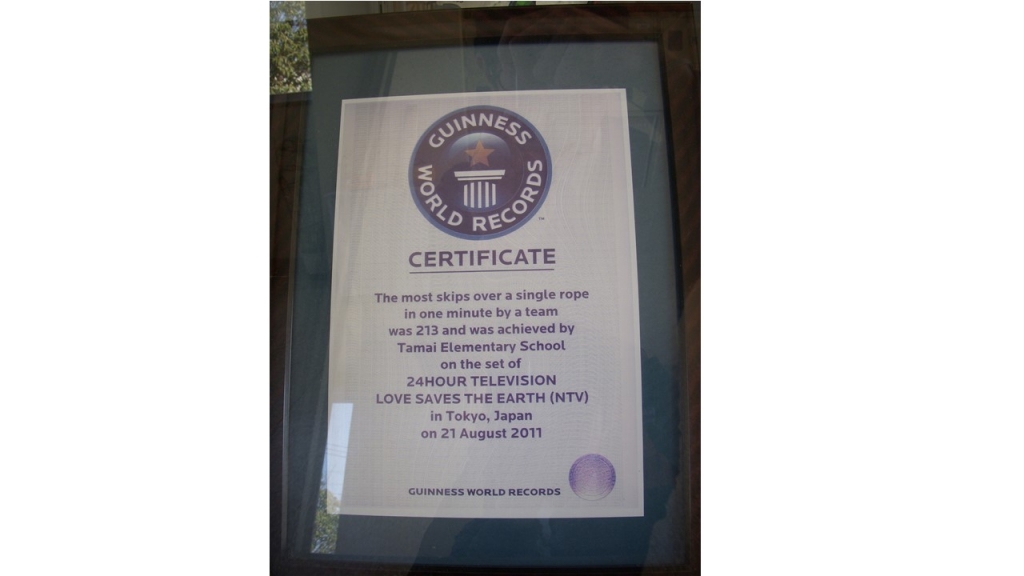 GUINNESS
WORLD RECORDS
™
CERTIFICATE
The most skips over a single rope
in one minute by a team
was 213 and was achieved by
Tamai Elementary School
on the set of
24HOUR TELEVISION
LOVE SAVES THE EARTH (NTV)
in Tokyo, Japan
on 21 August 2011
GUINNESS WORLD RECORDS